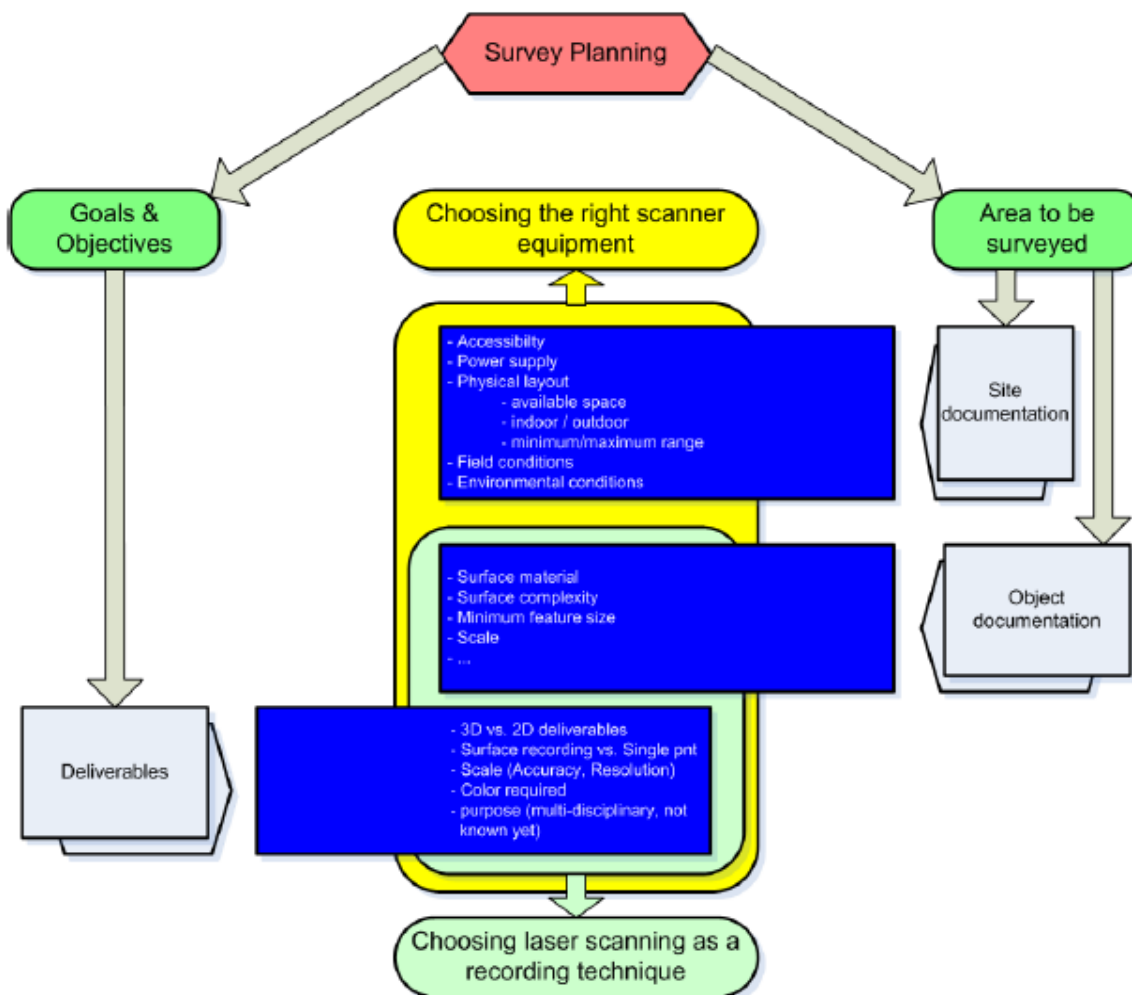 Survey Planning
Goals &
Objectives
Choosing the right scanner
equipment
Area to be
surveyed
- Accessibilty
- Power supply
- Physical layout
- available space
- indoor / outdoor
- minimum/maximum range
- Field conditions
- Environmental conditions
Site
documentation
- Surface material
- Surface complexity
- Minimum feature size
- Scale
- ...
Object
documentation
Deliverables
- 3D vs. 2D deliverables
- Surface recording vs. Single pnt
- Scale (Accuracy, Resolution)
- Color required
- purpose (multi-disciplinary, not
known yet)
Choosing laser scanning as a
recording technique